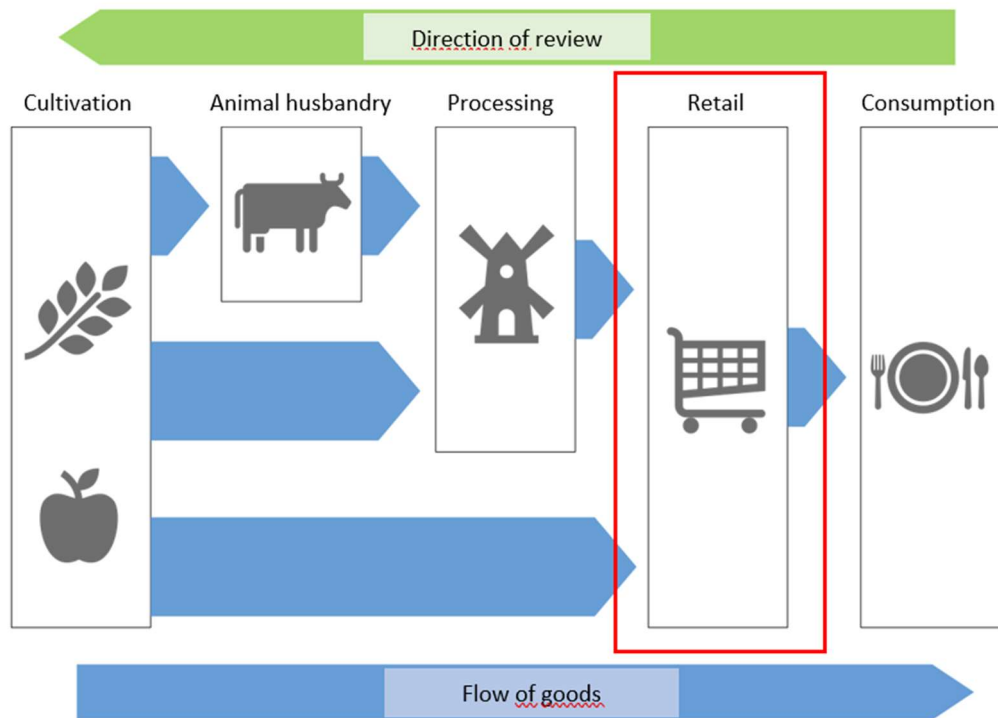 Direction of review
Cultivation
Animal husbandry
Processing
Retail
Consumption
Flow of goods